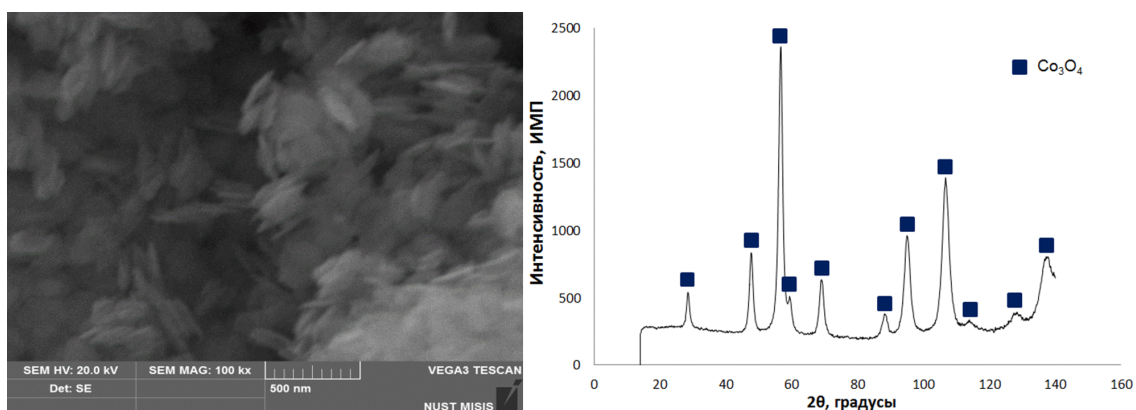 SEM HV: 20.0 kV
SEM MAG: 100 kx
VEGA3 TESCAN
Det: SE
500 nm
NUST MISIS
Интенсивность, ИМП
2500
2000
1500
1000
500
0
0 20 40 60 80 100 120 140 160
2θ, градусы
Co₃O₄